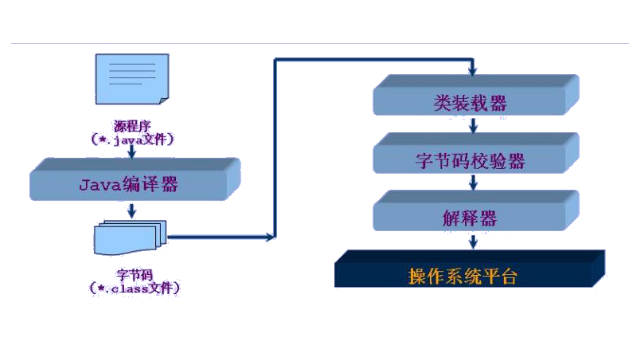 源程序
(*.java文件)
Java编译器
字节码
(*.class文件)
类装载器
字节码校验器
解释器
操作系统平台